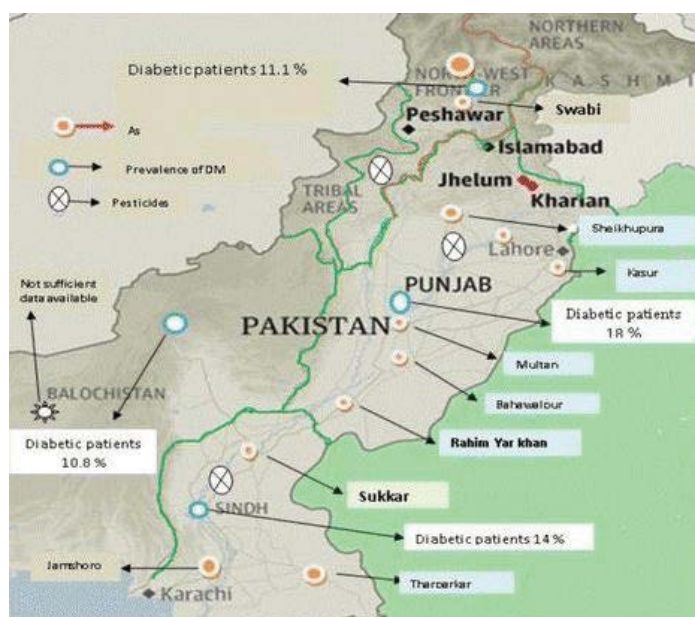 NORTHERN
AREAS
Diabetic patients 11.1 %
NORTH-WEST
FRONTIER
KASHMI
Swabi
As
Peshawar
Islamabad
Prevalence of DM
Jhelum
TRIBAL
AREAS
Kharian
Pesticides
Sheikhupura
Lahore
Kasur
Not sufficient
data available
PUNJAB
Diabetic patients
18 %
PAKISTAN
Multan
BALOCHISTAN
Bahawalpur
Diabetic patients
10.8 %
Rahim Yar khan
Sukkar
SINDH
Diabetic patients 14 %
Jamshoro
Tharparkar
Karachi